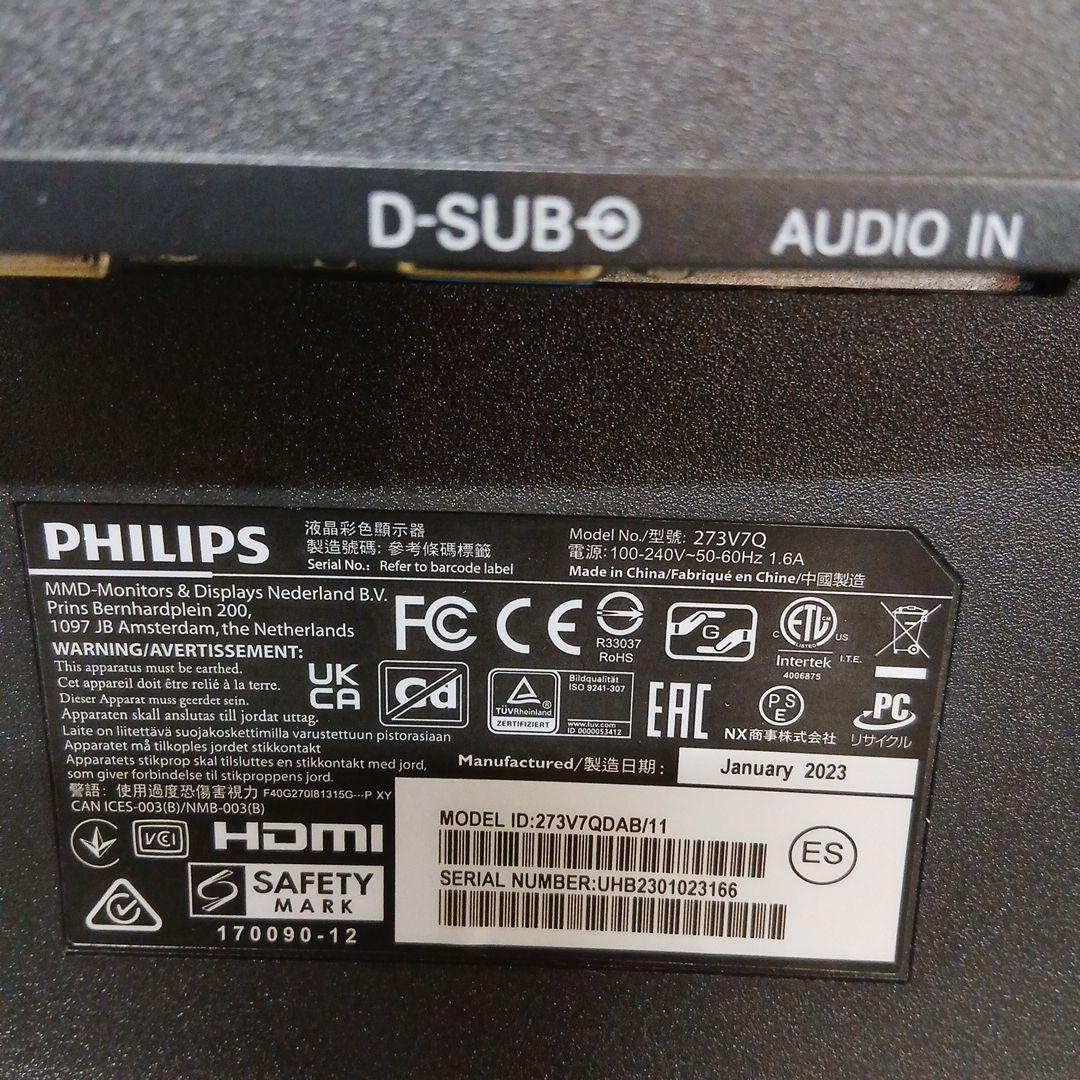 D-SUB
AUDIO IN
PHILIPS
液晶彩色顯示器
製造號碼: 參考條碼標籤
Serial No.: Refer to barcode label
Model No./型號: 273V7Q
電源:100-240V~50-60Hz 1.6A
Made in China/Fabriqué en Chine/中國製造
MMD-Monitors & Displays Nederland B.V.
Prins Bernhardplein 200,
1097 JB Amsterdam, the Netherlands
WARNING/AVERTISSEMENT:
This apparatus must be earthed.
Cet appareil doit être relié à la terre.
Dieser Apparat muss geerdet sein.
Apparaten skall anslutas till jordat uttag.
Laite on liitettävä suojakoskettimilla varustettuun pistorasiaan
Apparatet må tilkoples jordet stikkontakt
Apparatets stikprop skal tilsluttes en stikkontakt med jord,
som giver forbindelse til stikproppens jord.
警語: 使用過度恐傷害視力 F40G270I81315G---P XY
CAN ICES-003(B)/NMB-003(B)
FC CE
R33037
RoHS
G
C ETL US
LISTED
Intertek I.T.E.
4006875
UK
CA
Cd
TÜVRheinland
ZERTIFIZIERT
Bildqualität
ISO 9241-307
www.tuv.com
ID 0000053412
EAC
PS
E
NX商事株式会社
PC
リサイクル
Manufactured/製造日期:
January 2023
VCI
HDMI
SAFETY
MARK
170090-12
MODEL ID:273V7QDAB/11
SERIAL NUMBER:UHB2301023166
ES